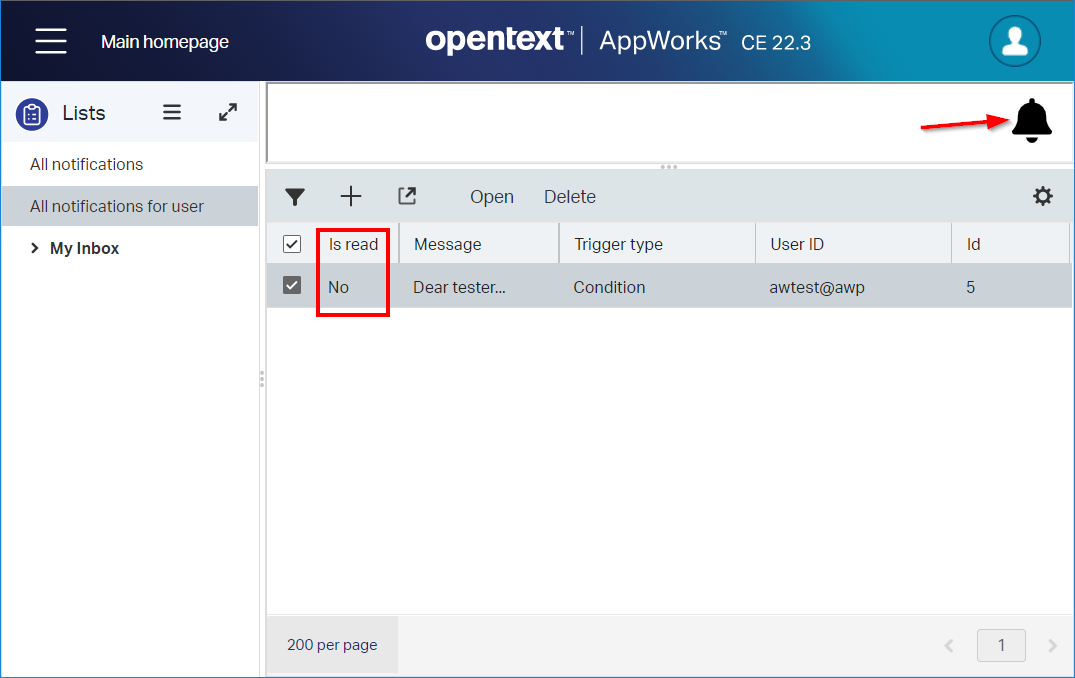 Main homepage
opentext™ | AppWorks™ CE 22.3
Lists
All notifications
All notifications for user
My Inbox
Open Delete
Is read Message Trigger type User ID Id
No Dear tester... Condition awtest@awp 5
200 per page
1